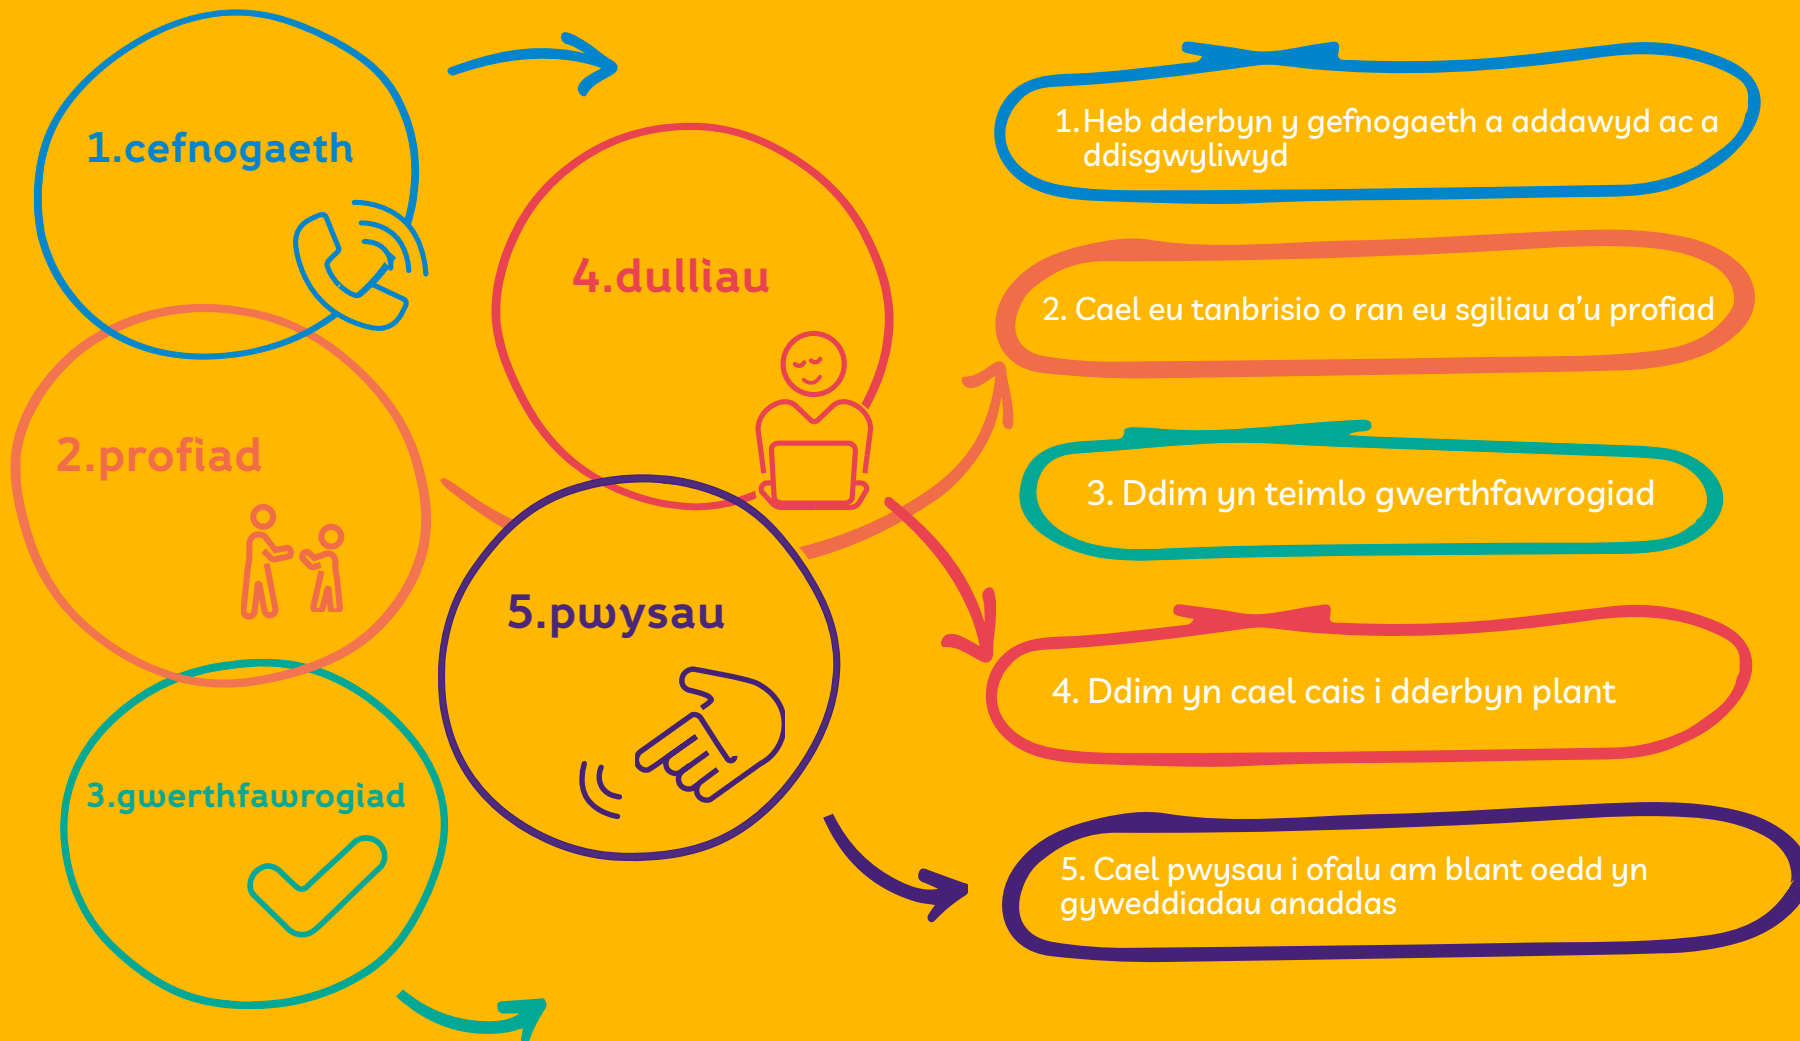 1.cefnogaeth
2.profiad
3.gwerthfawrogiad
4.dulliau
5.pwysau
1.Heb dderbyn y gefnogaeth a addawyd ac a
ddisgwyliwyd
2. Cael eu tanbrisio o ran eu sgiliau a'u profiad
3. Ddim yn teimlo gwerthfawrogiad
4. Ddim yn cael cais i dderbyn plant
5. Cael pwysau i ofalu am blant oedd yn
gyweddiadau anaddas